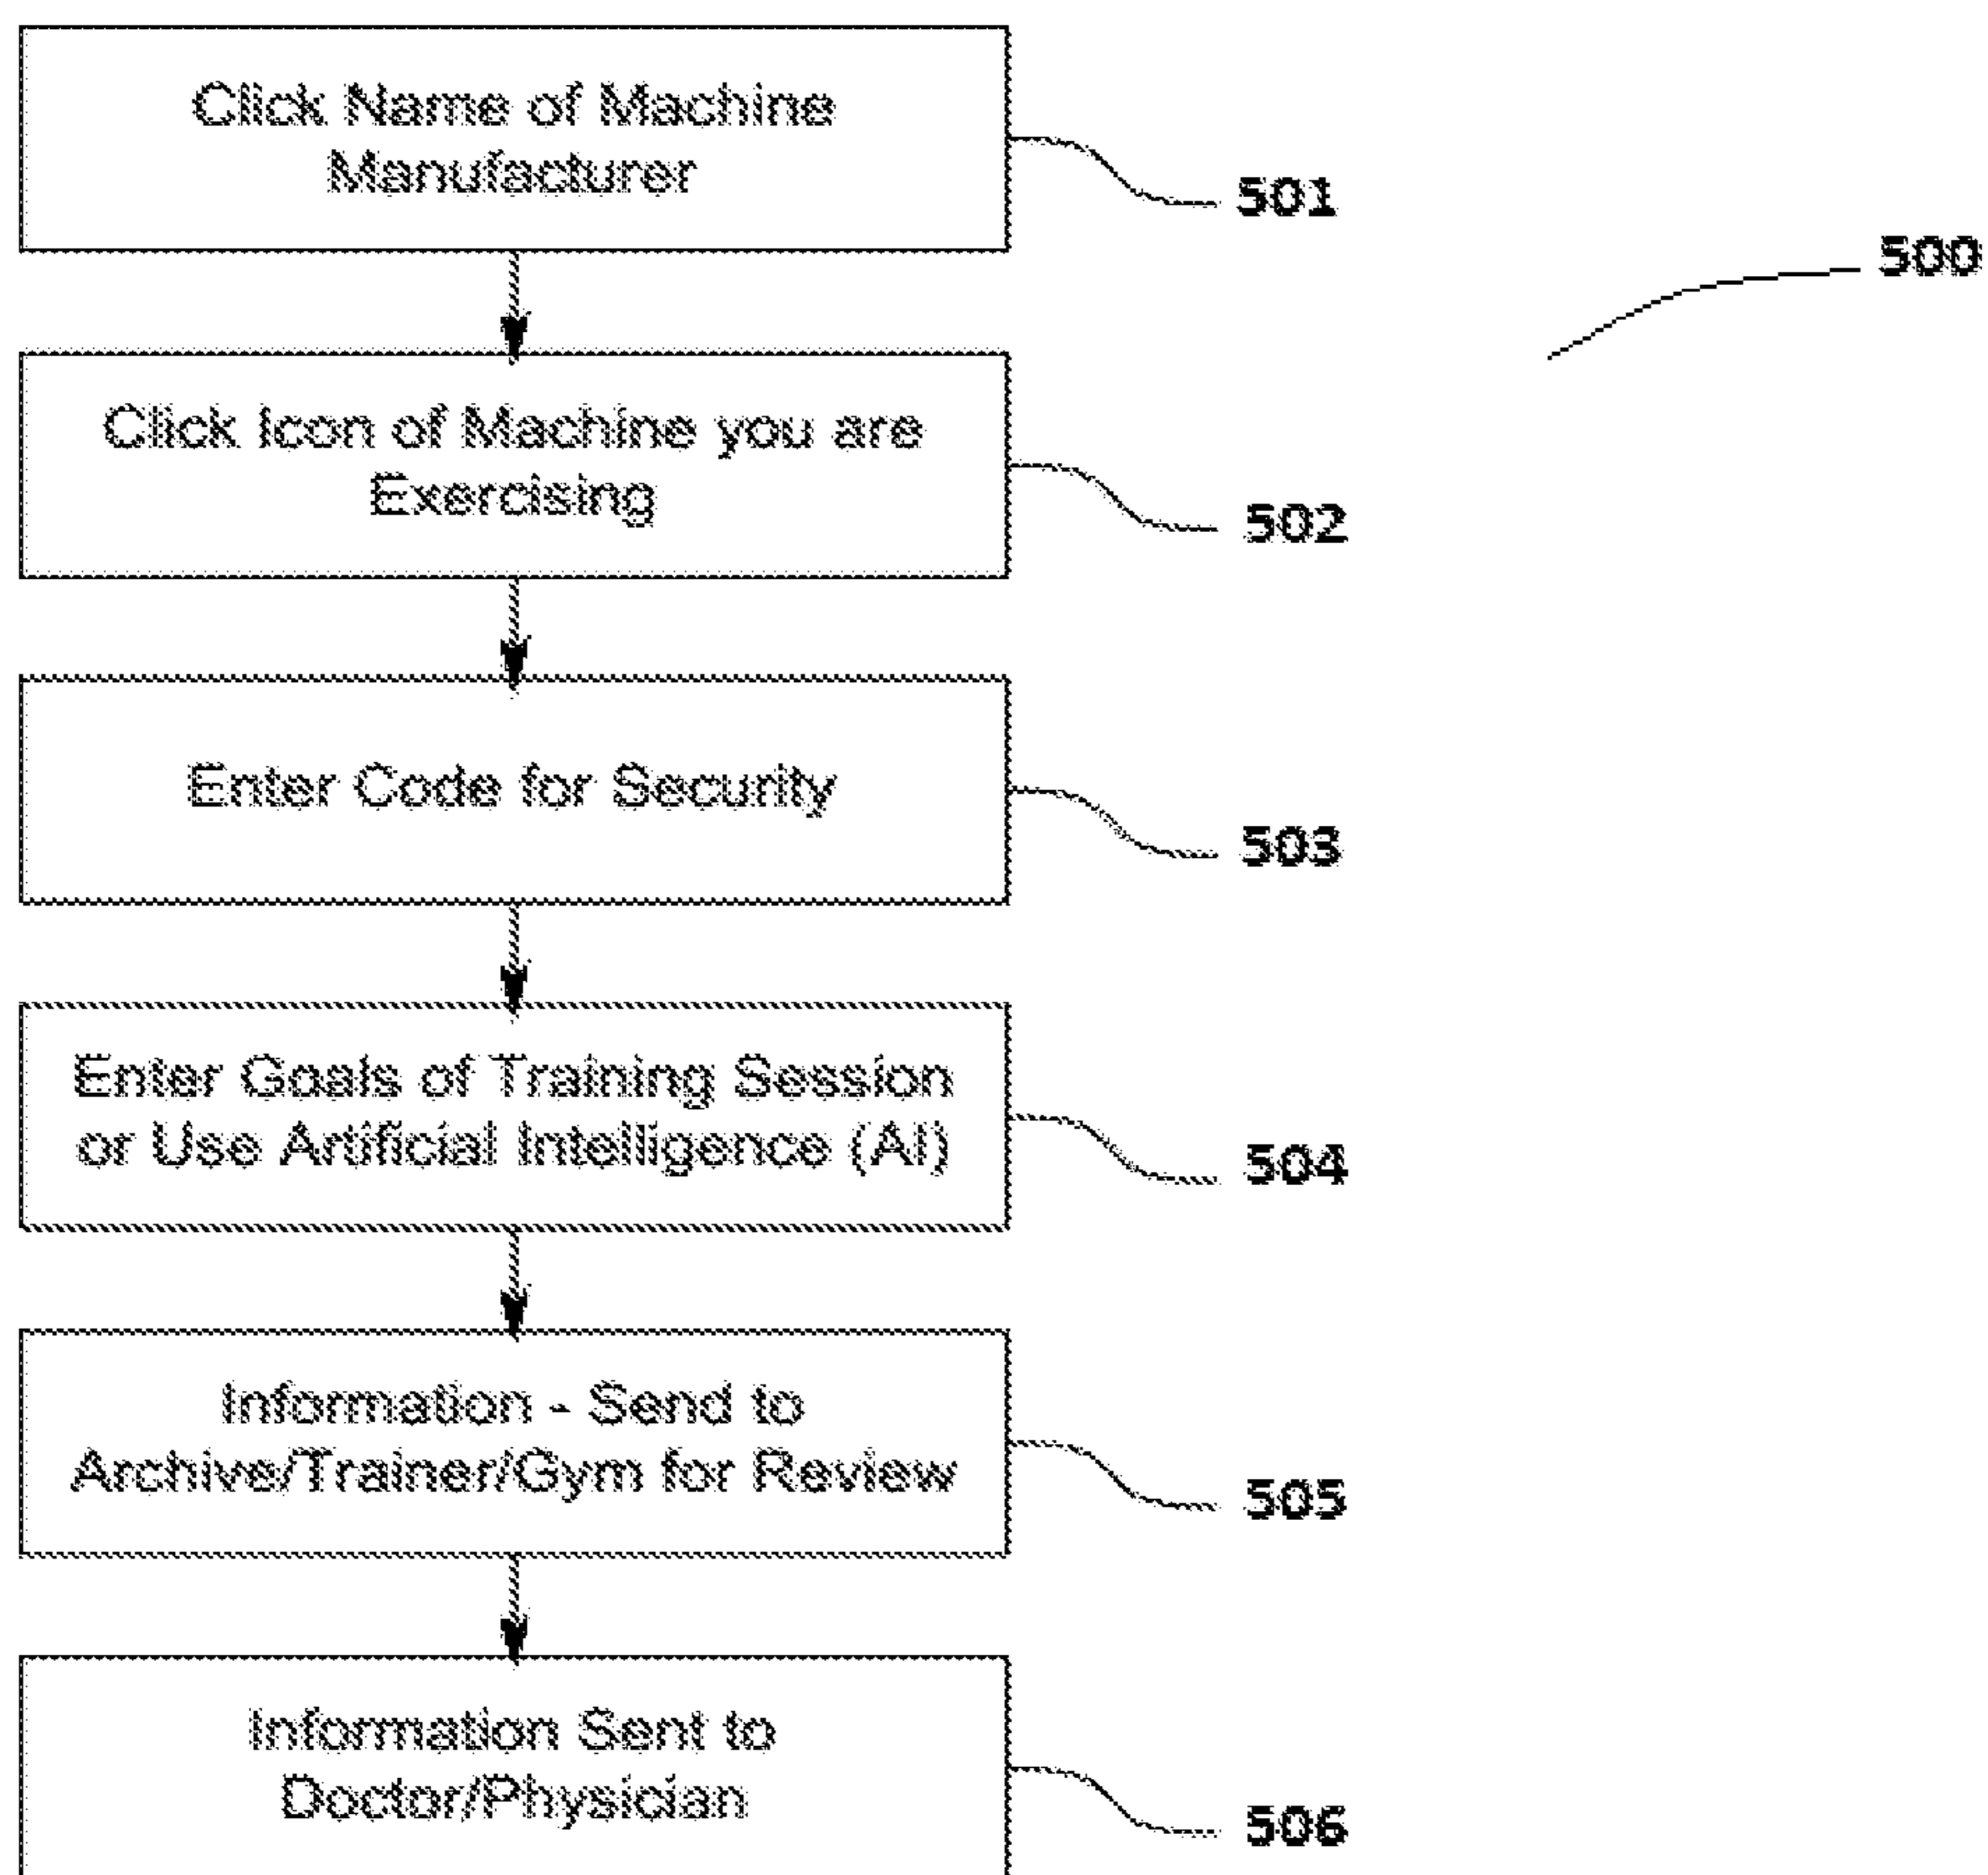 Click Name of Machine
Manufacturer
501
500
Click Icon of Machine you are
Exercising
502
Enter Code for Security
503
Enter Goals of Training Session
or Use Artificial Intelligence (AI)
504
Information - Send to
Archive/Trainer/Gym for Review
505
Information Sent to
Doctor/Physician
506